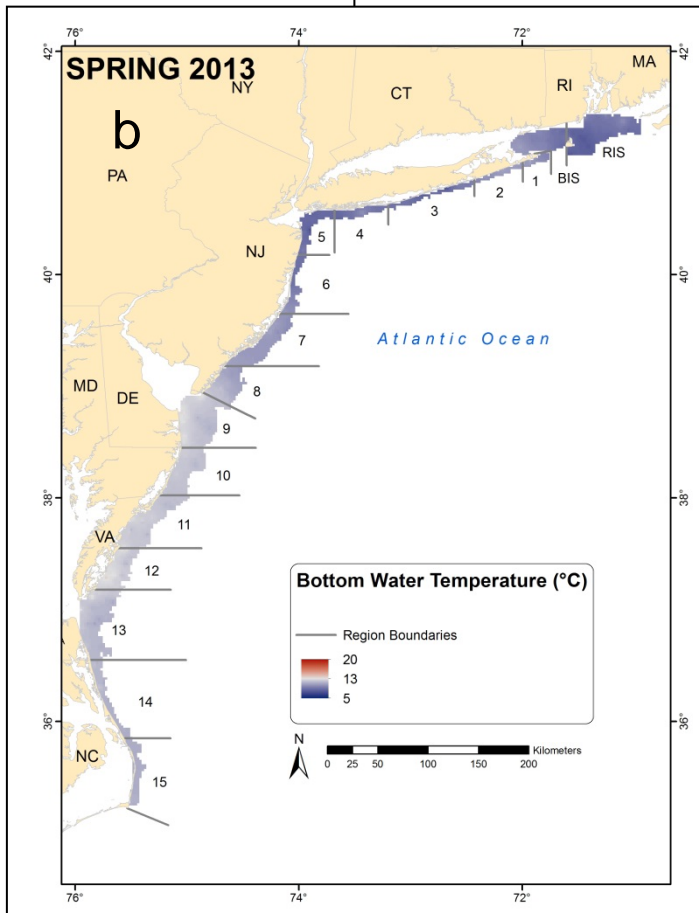 76°
74°
72°
42°
42°
SPRING 2013
b
NY
CT
RI
MA
PA
RIS
BIS
1
2
3
4
5
NJ
40°
40°
6
7
Atlantic Ocean
MD
DE
8
9
10
38°
38°
11
VA
12
13
14
Bottom Water Temperature (°C)
Region Boundaries
20
13
5
36°
36°
NC
15
N
Kilometers
0 25 50 100 150 200
76°
74°
72°